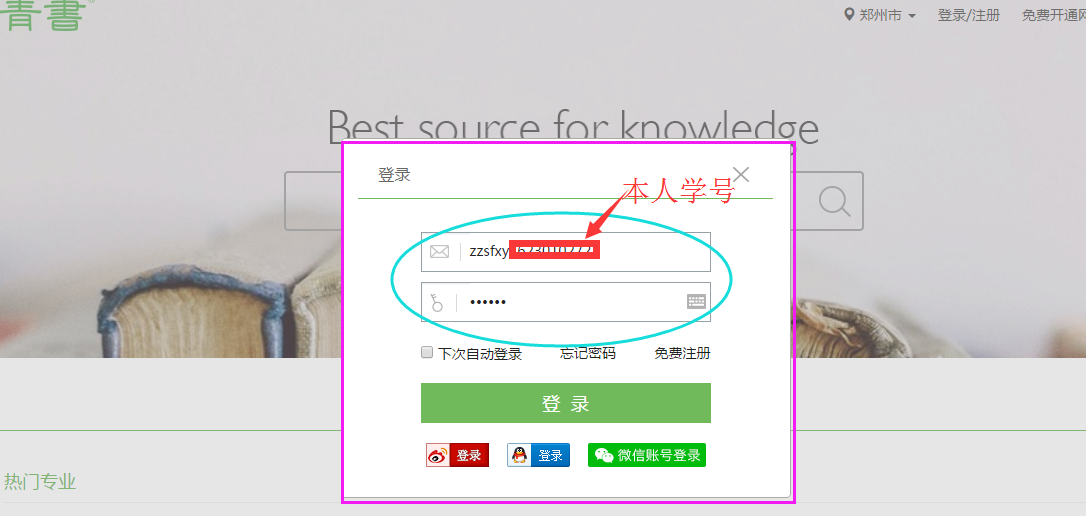 青書®
郑州市 登录/注册 免费开通网
Best source for knowledge
登录
本人学号
zzsfxy
••••••
下次自动登录 忘记密码 免费注册
登 录
登录 登录 微信账号登录
热门专业